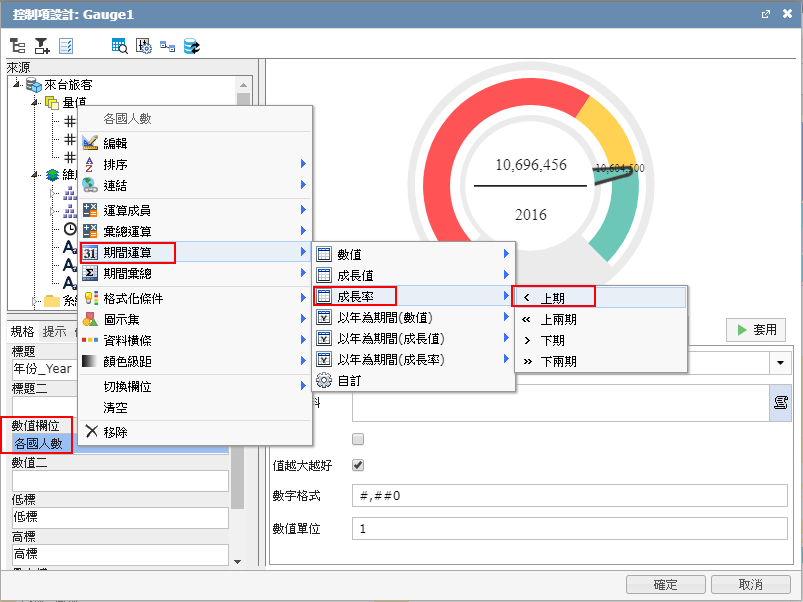 控制項設計: Gauge1
來源
來台旅客
量值
各國人數
編輯
排序
連結
運算成員
彙總運算
期間運算
期間彙總
格式化條件
圖示集
資料橫條
顏色級距
切換欄位
清空
移除
數值
成長值
成長率
以年為期間(數值)
以年為期間(成長值)
以年為期間(成長率)
自訂
上期
上兩期
下期
下兩期
10,696,456
2016
10,684,500
套用
規格
提示
標題
年份_Year
標題二
數值欄位
各國人數
數值二
低標
低標
高標
高標
值越大越好
數字格式
#,##0
數值單位
1
確定
取消